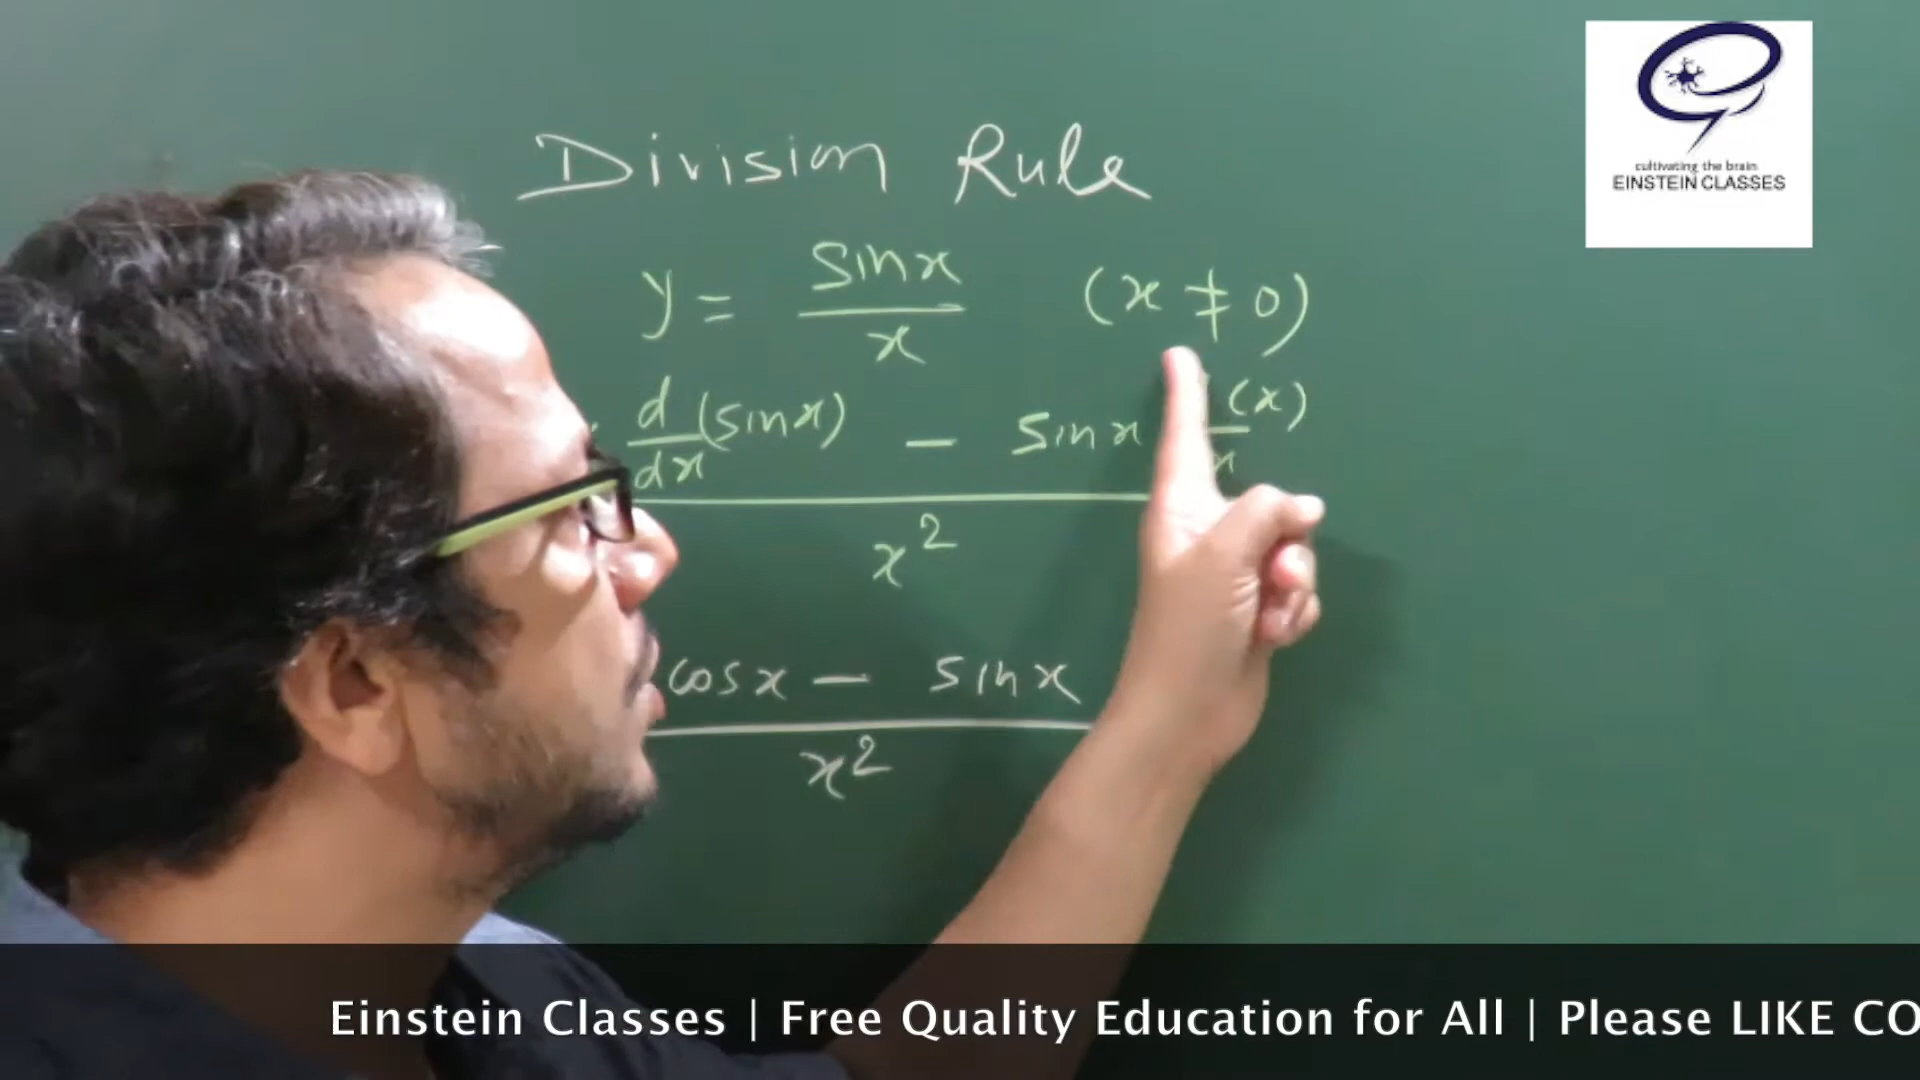 Division Rule
y = sin x / x (x ≠ 0)
d/dx (sin x) − sin x (x)
x²
cos x − sin x
x²
cultivating the brain
EINSTEIN CLASSES
Einstein Classes | Free Quality Education for All | Please LIKE CO